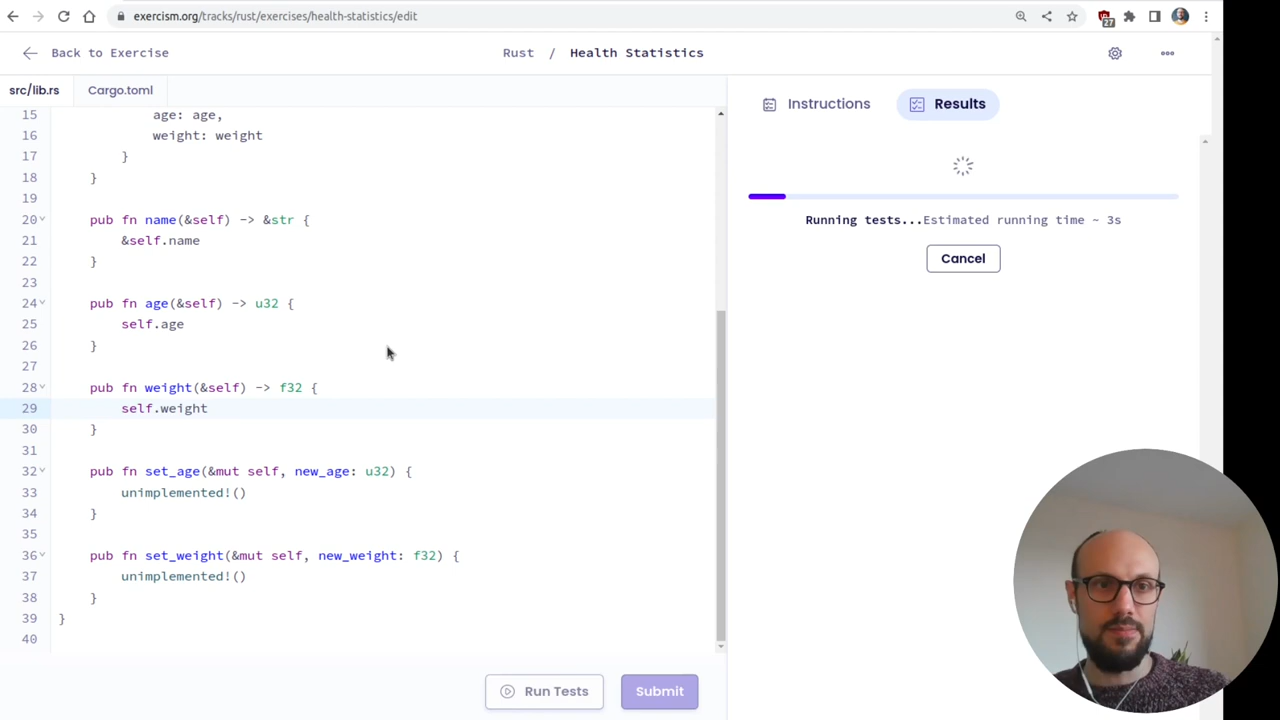 exercism.org/tracks/rust/exercises/health-statistics/edit
27
Back to Exercise
Rust / Health Statistics
src/lib.rs
Cargo.toml
Instructions
Results
15 age: age,
16 weight: weight
17 }
18 }
19
20 pub fn name(&self) -> &str {
21 &self.name
22 }
23
24 pub fn age(&self) -> u32 {
25 self.age
26 }
27
28 pub fn weight(&self) -> f32 {
29 self.weight
30 }
31
32 pub fn set_age(&mut self, new_age: u32) {
33 unimplemented!()
34 }
35
36 pub fn set_weight(&mut self, new_weight: f32) {
37 unimplemented!()
38 }
39 }
40
Running tests...Estimated running time ~ 3s
Cancel
Run Tests
Submit